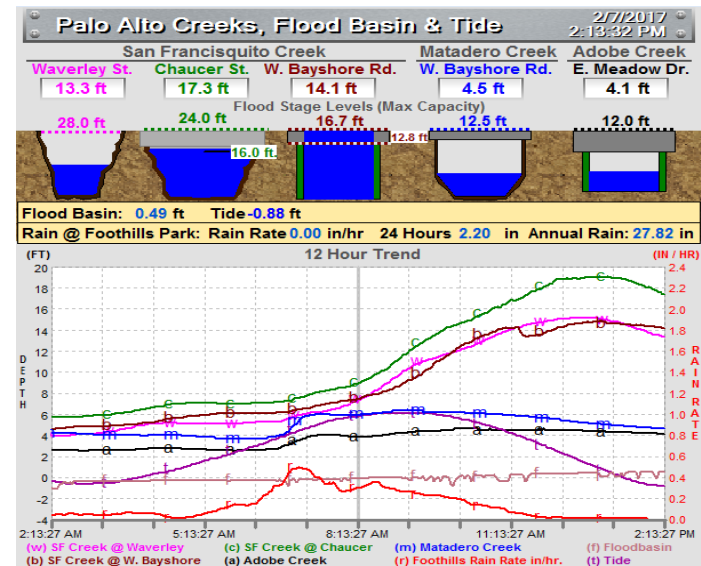 Palo Alto Creeks, Flood Basin & Tide
2/7/2017
2:13:32 PM
San Francisquito Creek Matadero Creek Adobe Creek
Waverley St. Chaucer St. W. Bayshore Rd. W. Bayshore Rd. E. Meadow Dr.
13.3 ft 17.3 ft 14.1 ft 4.5 ft 4.1 ft
Flood Stage Levels (Max Capacity)
28.0 ft 24.0 ft 16.7 ft 12.5 ft 12.0 ft
12.8 ft
16.0 ft.
Flood Basin: 0.49 ft Tide -0.88 ft
Rain @ Foothills Park: Rain Rate 0.00 in/hr 24 Hours 2.20 in Annual Rain: 27.82 in
(FT) 12 Hour Trend (IN / HR)
20 2.4
18 2.2
16 2.0
14 1.8
12 1.6
10 1.4
8 1.2
6 1.0
4 0.8
2 0.6
0 0.4
-2 0.2
-4 0.0
DEPTH
RAIN RATE
c c c c c c c c
w w w w w
b b b b b b b b
m m m m m m m m
a a a a a a a a
t t t
f f f f f f f f
r r r r r r r r
2:13:27 AM 5:13:27 AM 8:13:27 AM 11:13:27 AM 2:13:27 PM
(w) SF Creek @ Waverley (c) SF Creek @ Chaucer (m) Matadero Creek (f) Floodbasin
(b) SF Creek @ W. Bayshore (a) Adobe Creek (r) Foothills Rain Rate in/hr. (t) Tide